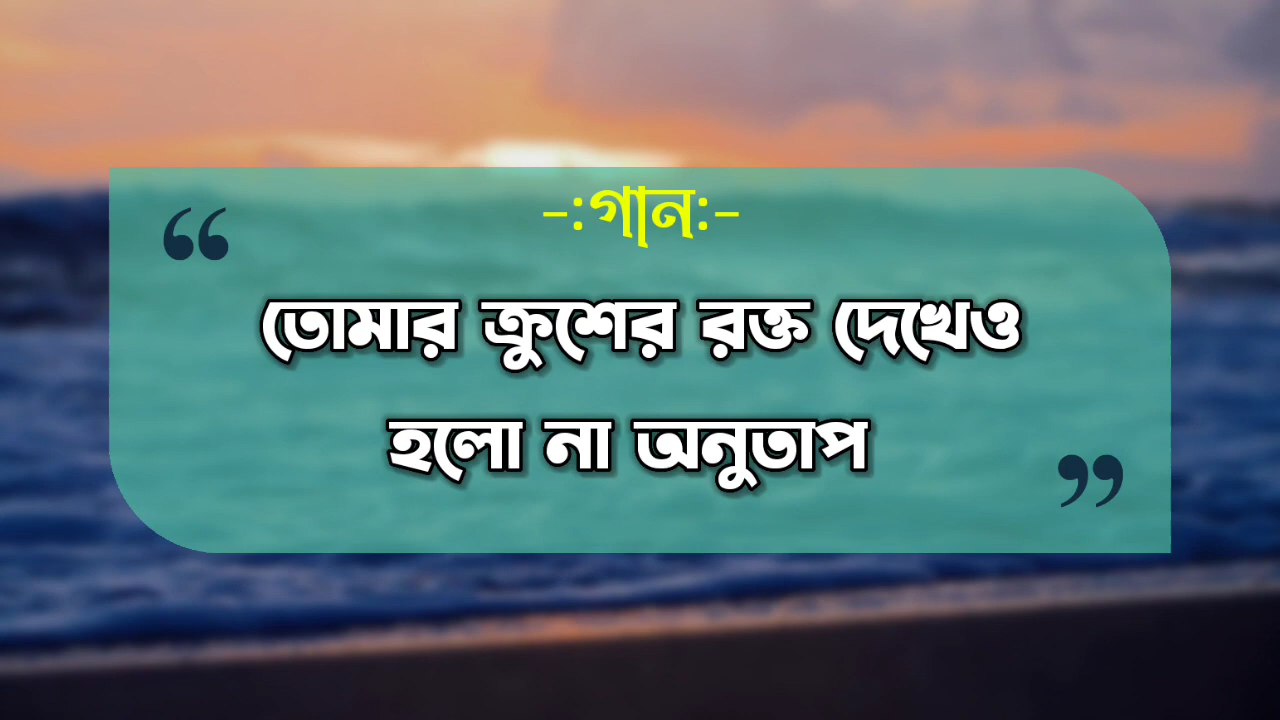 -:গান:-
“
তোমার ক্রুশের রক্ত দেখেও
হলো না অনুতাপ
”